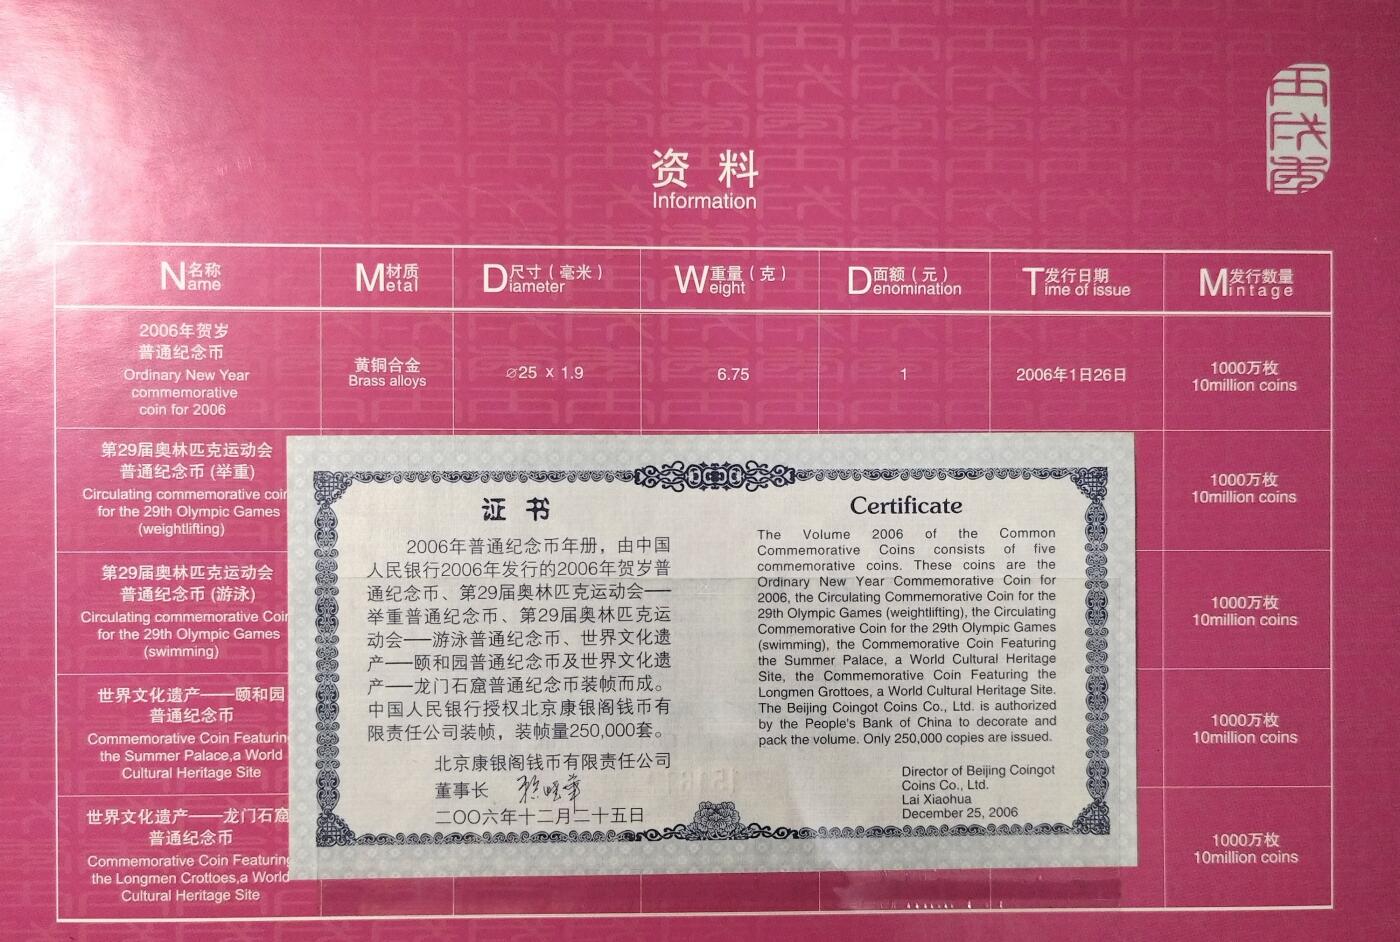 资料
Information
名称
Name
材质
Metal
尺寸（毫米）
Diameter
重量（克）
Weight
面额（元）
Denomination
发行日期
Time of issue
发行数量
Mintage
2006年贺岁
普通纪念币
Ordinary New Year
commemorative
coin for 2006
黄铜合金
Brass alloys
⌀25 x 1.9
6.75
1
2006年1日26日
1000万枚
10million coins
第29届奥林匹克运动会
普通纪念币 (举重)
Circulating commemorative coin
for the 29th Olympic Games
(weightlifting)
1000万枚
10million coins
第29届奥林匹克运动会
普通纪念币 (游泳)
Circulating commemorative Coin
for the 29th Olympic Games
(swimming)
1000万枚
10million coins
世界文化遗产——颐和园
普通纪念币
Commemorative Coin Featuring
the Summer Palace,a World
Cultural Heritage Site
1000万枚
10million coins
世界文化遗产——龙门石窟
普通纪念币
Commemorative Coin Featuring
the Longmen Crottoes,a World
Cultural Heritage Site
1000万枚
10million coins
证书
2006年普通纪念币年册，由中国
人民银行2006年发行的2006年贺岁普
通纪念币、第29届奥林匹克运动会——
举重普通纪念币、第29届奥林匹克运
动会——游泳普通纪念币、世界文化遗
产——颐和园普通纪念币及世界文化遗
产——龙门石窟普通纪念币装帧而成。
中国人民银行授权北京康银阁钱币有
限责任公司装帧，装帧量250,000套。
北京康银阁钱币有限责任公司
董事长
二〇〇六年十二月二十五日
Certificate
The Volume 2006 of the Common
Commemorative Coins consists of five
commemorative coins. These coins are the
Ordinary New Year Commemorative Coin for
2006, the Circulating Commemorative Coin for the
29th Olympic Games (weightlifting), the Circulating
Commemorative Coin for the 29th Olympic Games
(swimming), the Commemorative Coin Featuring
the Summer Palace, a World Cultural Heritage
Site, the Commemorative Coin Featuring the
Longmen Grottoes, a World Cultural Heritage Site.
The Beijing Coingot Coins Co., Ltd. is authorized
by the People's Bank of China to decorate and
pack the volume. Only 250,000 copies are issued.
Director of Beijing Coingot
Coins Co., Ltd.
Lai Xiaohua
December 25, 2006